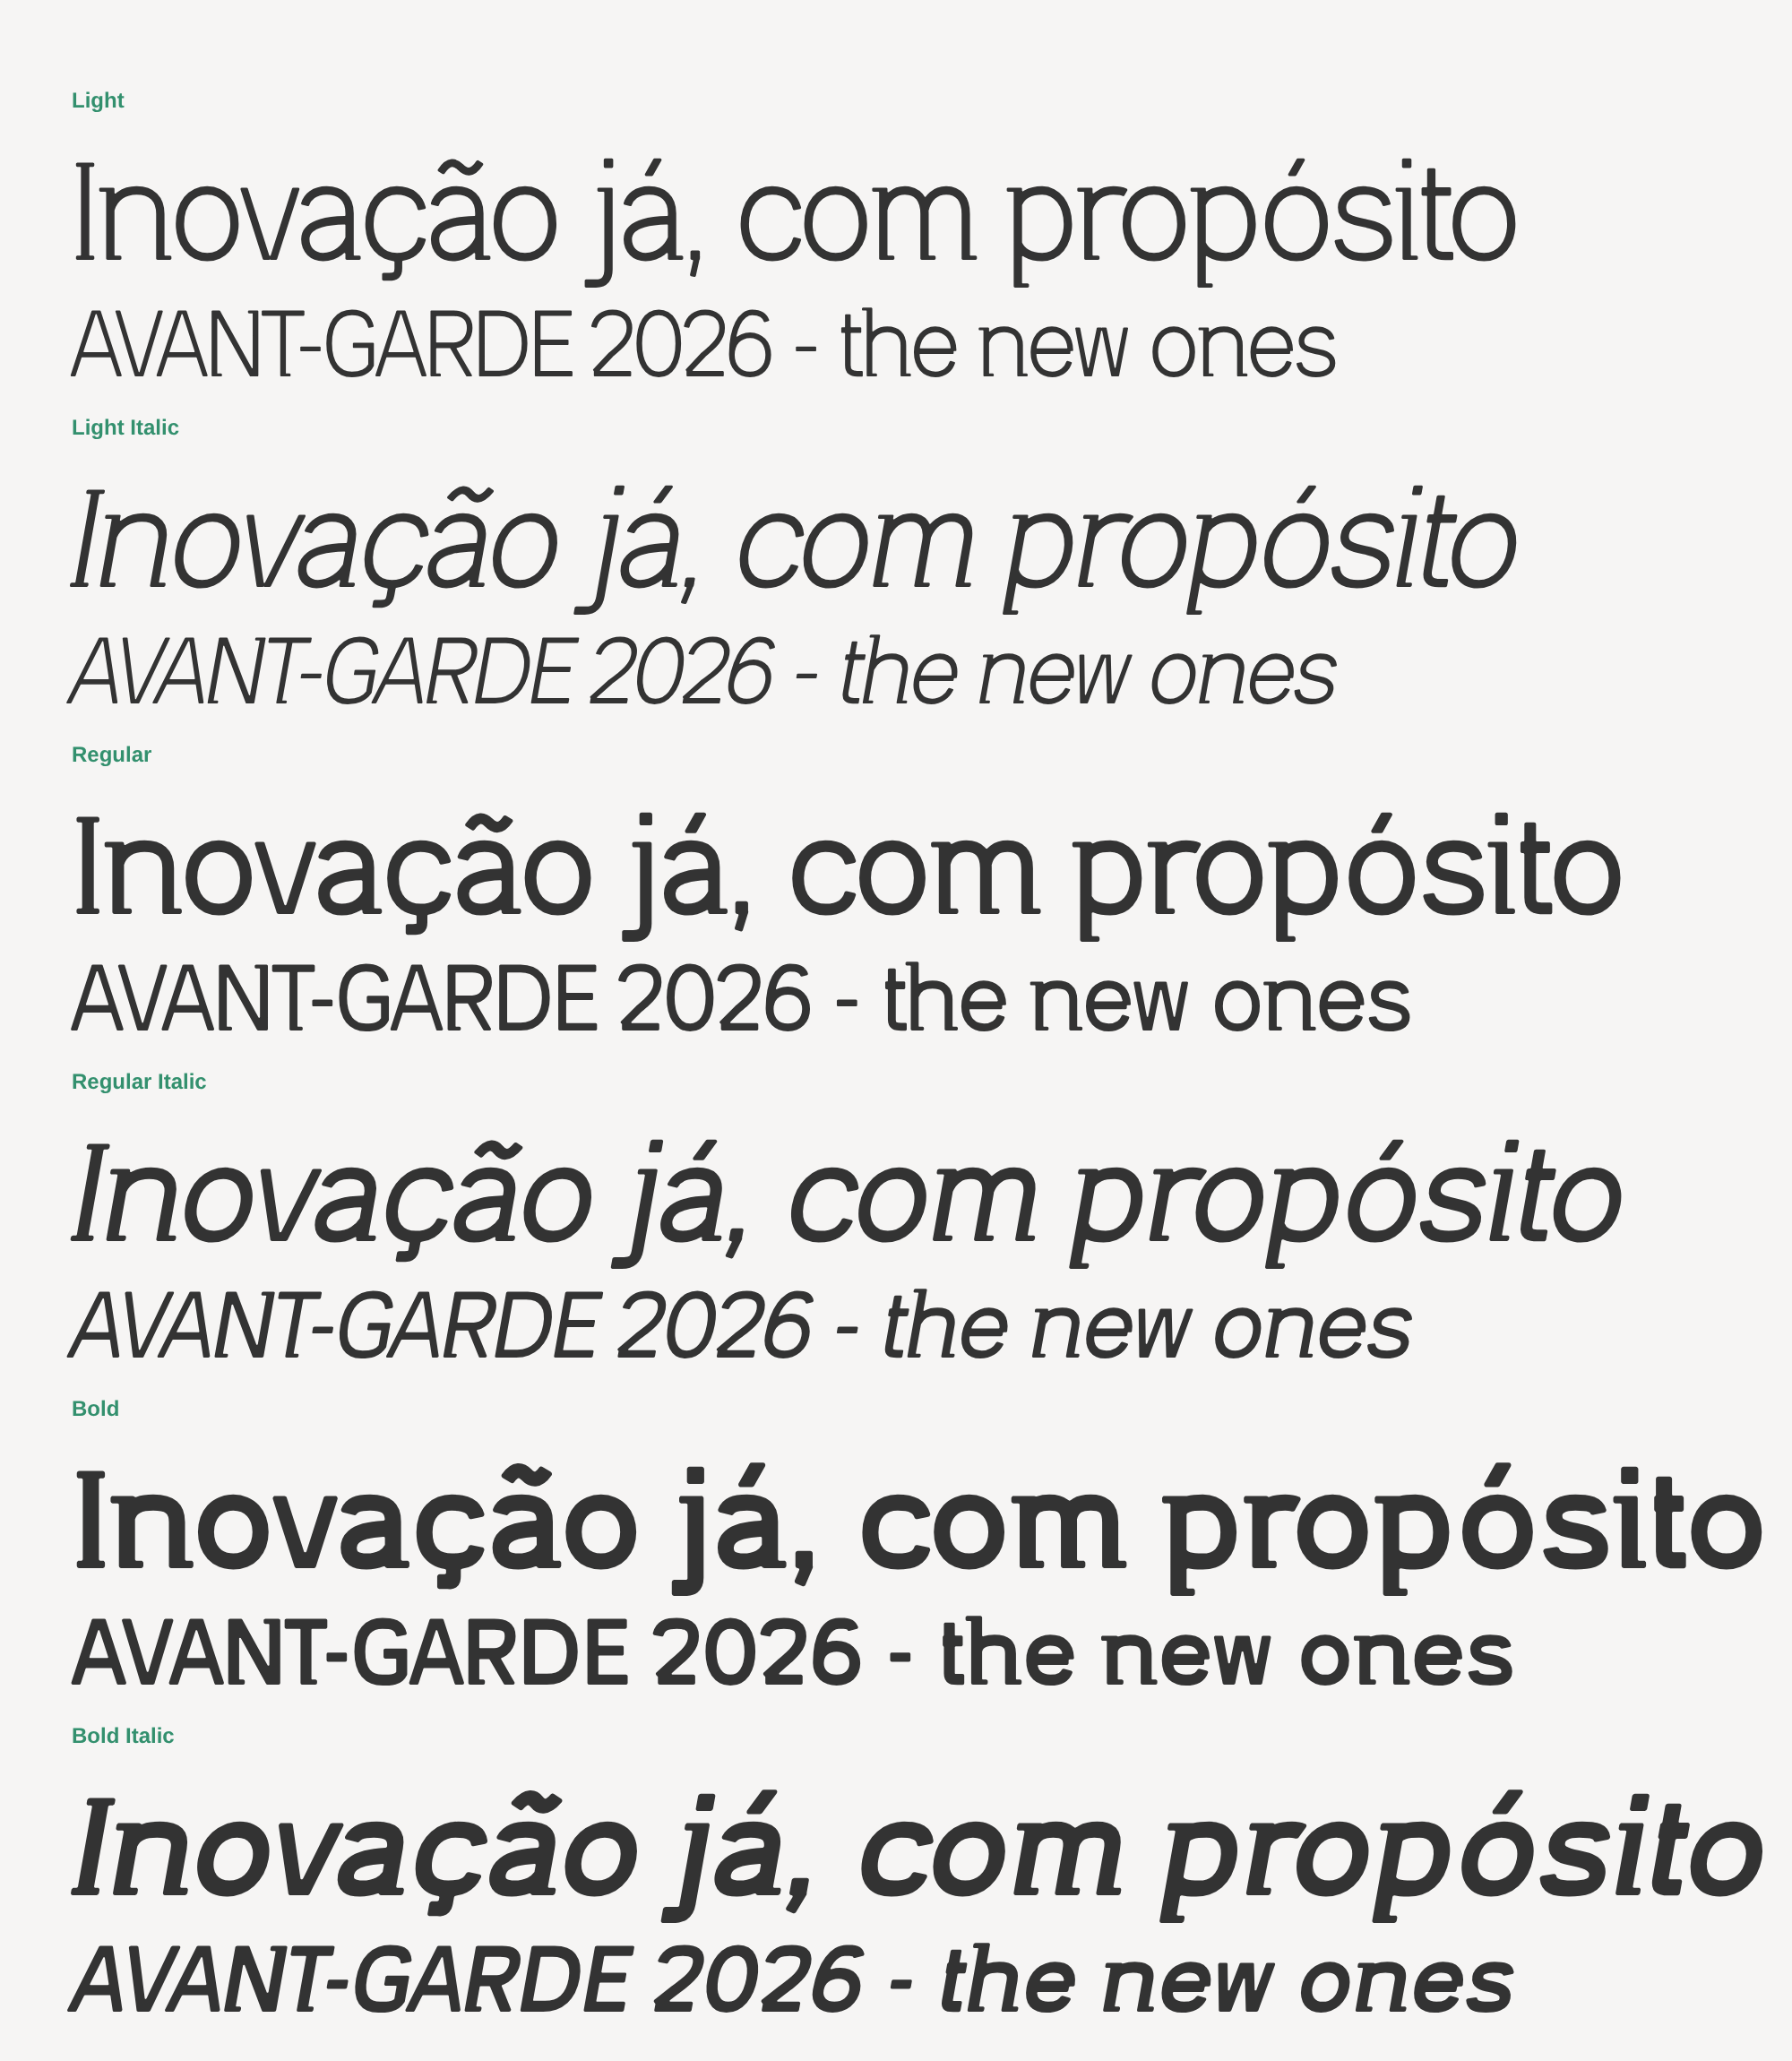 Light
Inovação já, com propósito
AVANT-GARDE 2026 - the new ones
Light Italic
Inovação já, com propósito
AVANT-GARDE 2026 - the new ones
Regular
Inovação já, com propósito
AVANT-GARDE 2026 - the new ones
Regular Italic
Inovação já, com propósito
AVANT-GARDE 2026 - the new ones
Bold
Inovação já, com propósito
AVANT-GARDE 2026 - the new ones
Bold Italic
Inovação já, com propósito
AVANT-GARDE 2026 - the new ones